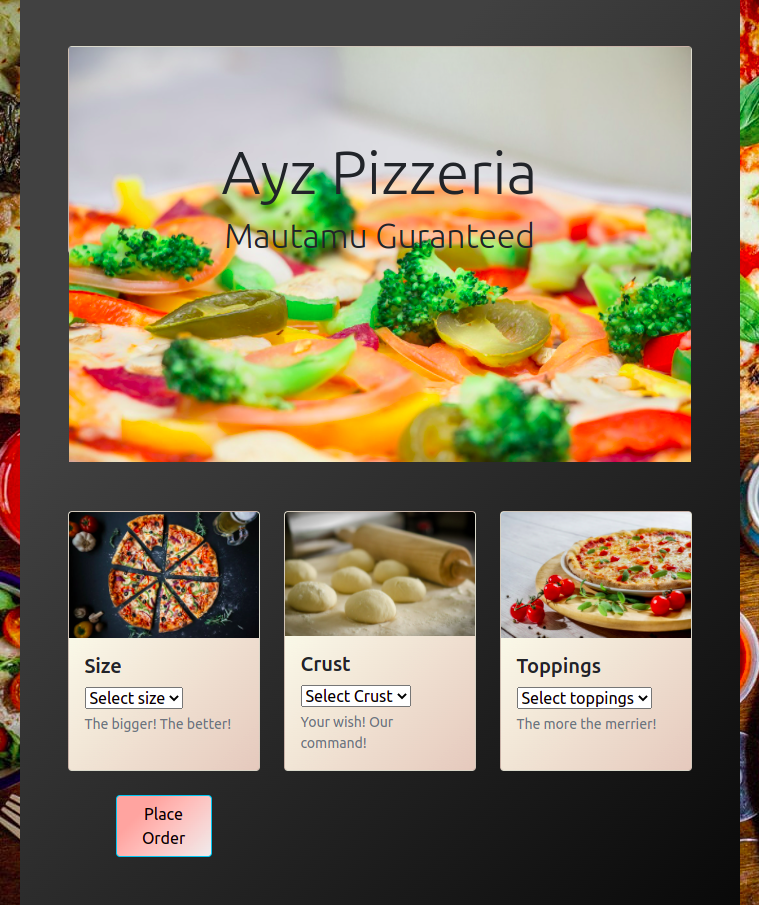 Ayz Pizzeria
Mautamu Guranteed
Size
Select size
The bigger! The better!
Crust
Select Crust
Your wish! Our
command!
Toppings
Select toppings
The more the merrier!
Place
Order